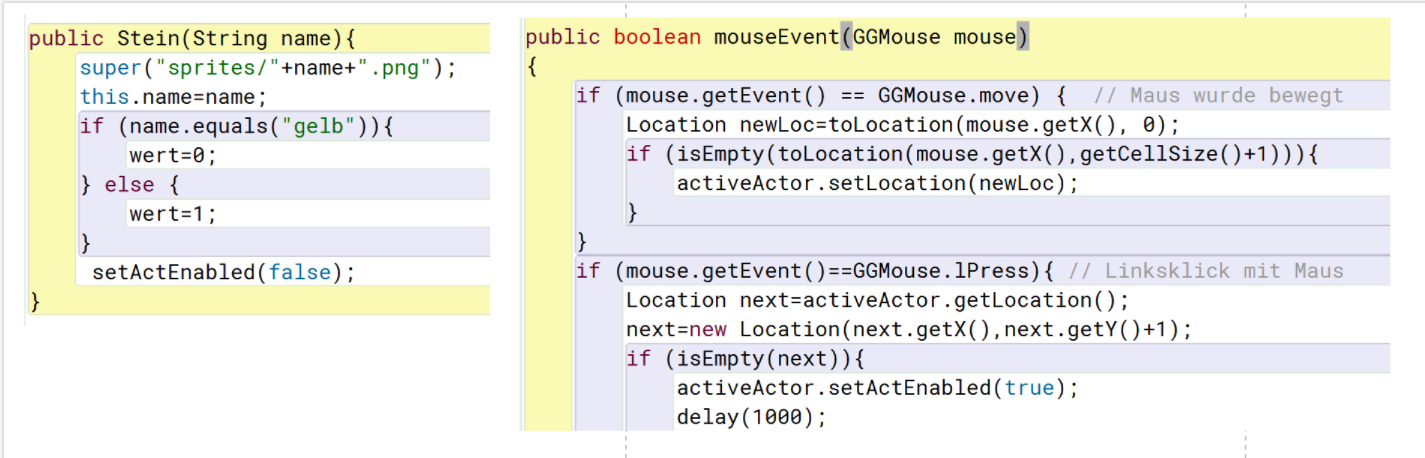 public Stein(String name){
super("sprites/"+name+".png");
this.name=name;
if (name.equals("gelb")){
wert=0;
} else {
wert=1;
}
setActEnabled(false);
}
public boolean mouseEvent(GGMouse mouse)
{
if (mouse.getEvent() == GGMouse.move) {  // Maus wurde bewegt
Location newLoc=toLocation(mouse.getX(), 0);
if (isEmpty(toLocation(mouse.getX(),getCellSize()+1))){
activeActor.setLocation(newLoc);
}
}
if (mouse.getEvent()==GGMouse.lPress){ // Linksklick mit Maus
Location next=activeActor.getLocation();
next=new Location(next.getX(),next.getY()+1);
if (isEmpty(next)){
activeActor.setActEnabled(true);
delay(1000);